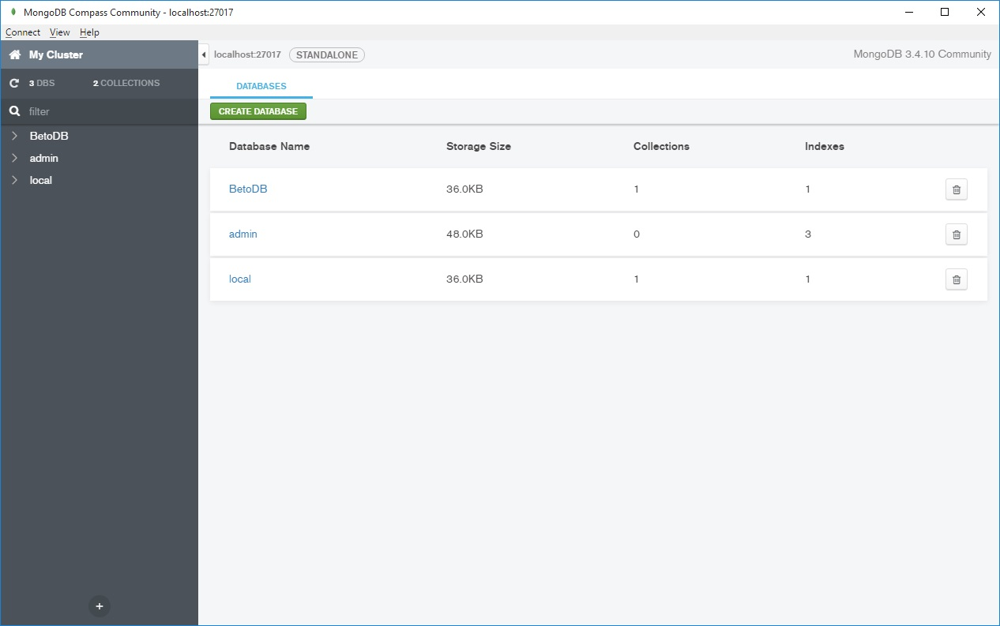 MongoDB Compass Community - localhost:27017
Connect View Help
My Cluster
localhost:27017 STANDALONE MongoDB 3.4.10 Community
3 DBS 2 COLLECTIONS
DATABASES
filter
CREATE DATABASE
BetoDB
admin
local
Database Name Storage Size Collections Indexes
BetoDB 36.0KB 1 1
admin 48.0KB 0 3
local 36.0KB 1 1